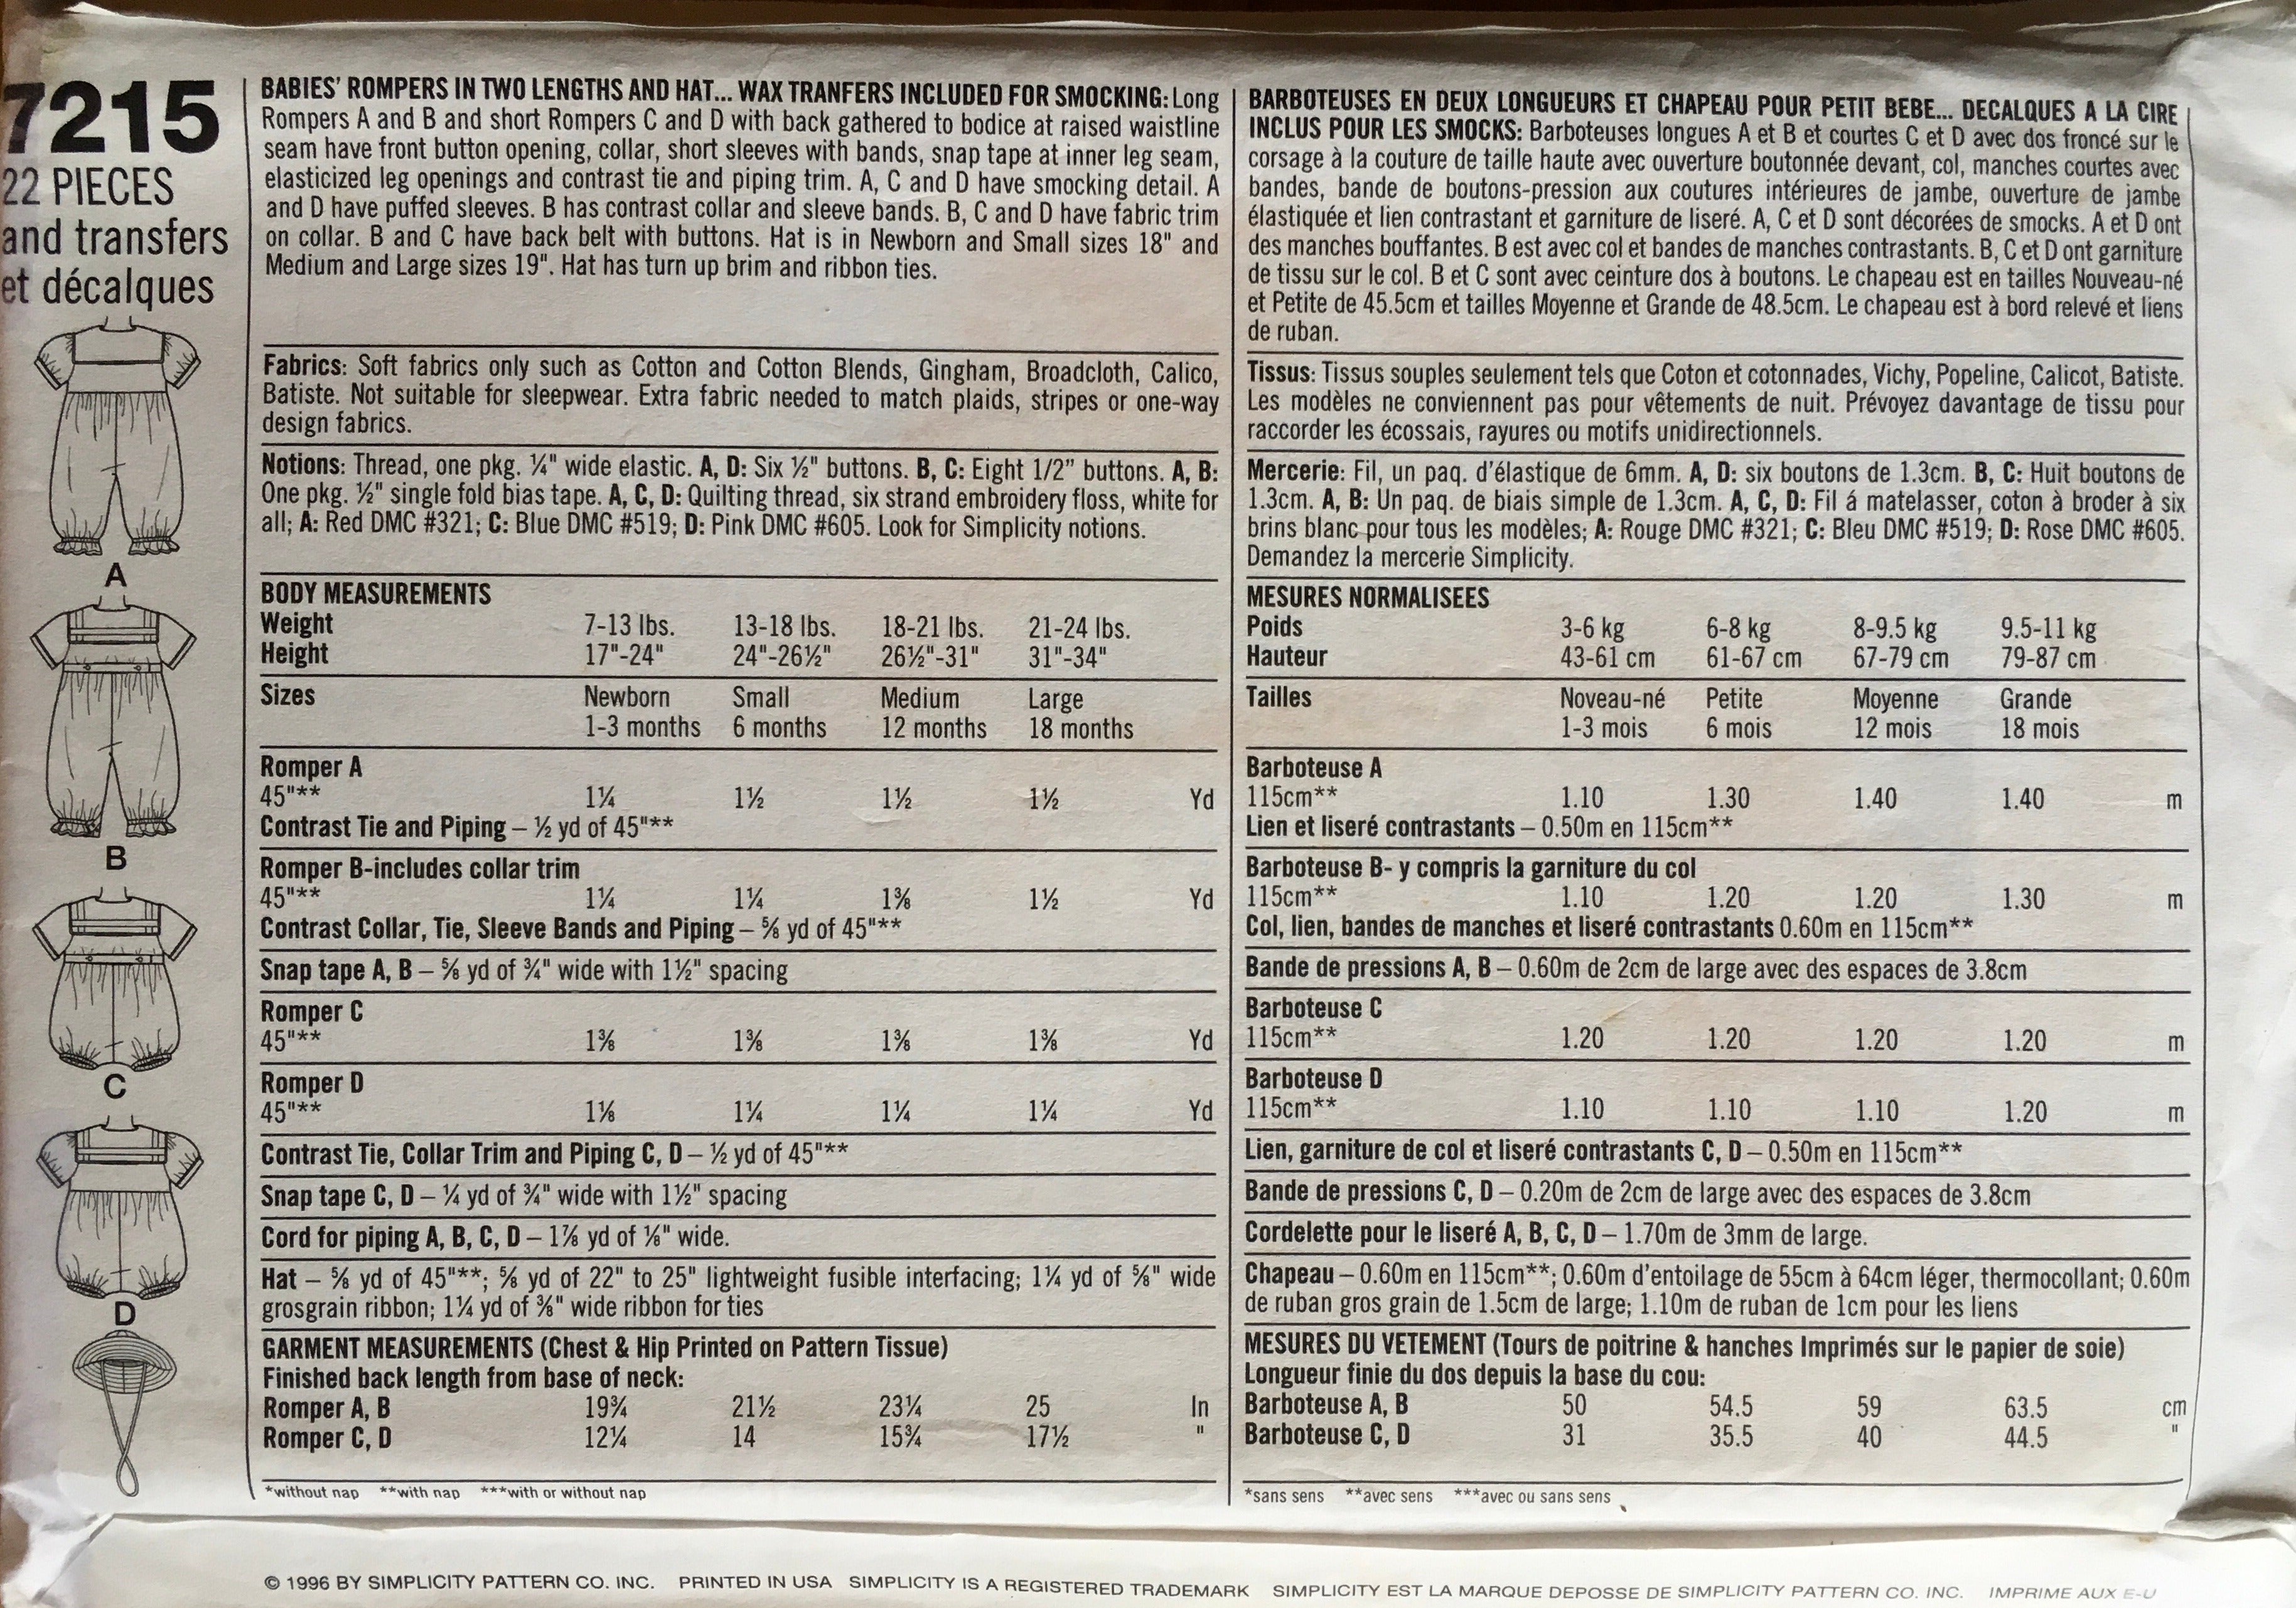 7215
22 PIECES
and transfers
et décalques
A
B
C
D
BABIES' ROMPERS IN TWO LENGTHS AND HAT... WAX TRANFERS INCLUDED FOR SMOCKING: Long
Rompers A and B and short Rompers C and D with back gathered to bodice at raised waistline
seam have front button opening, collar, short sleeves with bands, snap tape at inner leg seam,
elasticized leg openings and contrast tie and piping trim. A, C and D have smocking detail. A
and D have puffed sleeves. B has contrast collar and sleeve bands. B, C and D have fabric trim
on collar. B and C have back belt with buttons. Hat is in Newborn and Small sizes 18" and
Medium and Large sizes 19". Hat has turn up brim and ribbon ties.
Fabrics: Soft fabrics only such as Cotton and Cotton Blends, Gingham, Broadcloth, Calico,
Batiste. Not suitable for sleepwear. Extra fabric needed to match plaids, stripes or one-way
design fabrics.
Notions: Thread, one pkg. ¼" wide elastic. A, D: Six ½" buttons. B, C: Eight 1/2" buttons. A, B:
One pkg. ½" single fold bias tape. A, C, D: Quilting thread, six strand embroidery floss, white for
all; A: Red DMC #321; C: Blue DMC #519; D: Pink DMC #605. Look for Simplicity notions.
BODY MEASUREMENTS
Weight 7-13 lbs. 13-18 lbs. 18-21 lbs. 21-24 lbs.
Height 17"-24" 24"-26½" 26½"-31" 31"-34"
Sizes Newborn Small Medium Large
1-3 months 6 months 12 months 18 months
Romper A
45"** 1¼ 1½ 1½ 1½ Yd
Contrast Tie and Piping – ½ yd of 45"**
Romper B-includes collar trim
45"** 1¼ 1¼ 1⅜ 1½ Yd
Contrast Collar, Tie, Sleeve Bands and Piping – ⅝ yd of 45"**
Snap tape A, B – ⅝ yd of ¾" wide with 1½" spacing
Romper C
45"** 1⅜ 1⅜ 1⅜ 1⅜ Yd
Romper D
45"** 1⅛ 1¼ 1¼ 1¼ Yd
Contrast Tie, Collar Trim and Piping C, D – ½ yd of 45"**
Snap tape C, D – ¼ yd of ¾" wide with 1½" spacing
Cord for piping A, B, C, D – 1⅞ yd of ⅛" wide.
Hat – ⅝ yd of 45"**; ⅝ yd of 22" to 25" lightweight fusible interfacing; 1¼ yd of ⅝" wide
grosgrain ribbon; 1¼ yd of ⅜" wide ribbon for ties
GARMENT MEASUREMENTS (Chest & Hip Printed on Pattern Tissue)
Finished back length from base of neck:
Romper A, B 19¾ 21½ 23¼ 25 In
Romper C, D 12¼ 14 15¾ 17½ "
*without nap **with nap ***with or without nap
BARBOTEUSES EN DEUX LONGUEURS ET CHAPEAU POUR PETIT BEBE... DECALQUES A LA CIRE
INCLUS POUR LES SMOCKS: Barboteuses longues A et B et courtes C et D avec dos froncé sur le
corsage à la couture de taille haute avec ouverture boutonnée devant, col, manches courtes avec
bandes, bande de boutons-pression aux coutures intérieures de jambe, ouverture de jambe
élastiquée et lien contrastant et garniture de liseré. A, C et D sont décorées de smocks. A et D ont
des manches bouffantes. B est avec col et bandes de manches contrastants. B, C et D ont garniture
de tissu sur le col. B et C sont avec ceinture dos à boutons. Le chapeau est en tailles Nouveau-né
et Petite de 45.5cm et tailles Moyenne et Grande de 48.5cm. Le chapeau est à bord relevé et liens
de ruban.
Tissus: Tissus souples seulement tels que Coton et cotonnades, Vichy, Popeline, Calicot, Batiste.
Les modèles ne conviennent pas pour vêtements de nuit. Prévoyez davantage de tissu pour
raccorder les écossais, rayures ou motifs unidirectionnels.
Mercerie: Fil, un paq. d'élastique de 6mm. A, D: six boutons de 1.3cm. B, C: Huit boutons de
1.3cm. A, B: Un paq. de biais simple de 1.3cm. A, C, D: Fil á matelasser, coton à broder à six
brins blanc pour tous les modèles; A: Rouge DMC #321; C: Bleu DMC #519; D: Rose DMC #605.
Demandez la mercerie Simplicity.
MESURES NORMALISEES
Poids 3-6 kg 6-8 kg 8-9.5 kg 9.5-11 kg
Hauteur 43-61 cm 61-67 cm 67-79 cm 79-87 cm
Tailles Noveau-né Petite Moyenne Grande
1-3 mois 6 mois 12 mois 18 mois
Barboteuse A
115cm** 1.10 1.30 1.40 1.40 m
Lien et liseré contrastants – 0.50m en 115cm**
Barboteuse B- y compris la garniture du col
115cm** 1.10 1.20 1.20 1.30 m
Col, lien, bandes de manches et liseré contrastants 0.60m en 115cm**
Bande de pressions A, B – 0.60m de 2cm de large avec des espaces de 3.8cm
Barboteuse C
115cm** 1.20 1.20 1.20 1.20 m
Barboteuse D
115cm** 1.10 1.10 1.10 1.20 m
Lien, garniture de col et liseré contrastants C, D – 0.50m en 115cm**
Bande de pressions C, D – 0.20m de 2cm de large avec des espaces de 3.8cm
Cordelette pour le liseré A, B, C, D – 1.70m de 3mm de large.
Chapeau – 0.60m en 115cm**; 0.60m d'entoilage de 55cm à 64cm léger, thermocollant; 0.60m
de ruban gros grain de 1.5cm de large; 1.10m de ruban de 1cm pour les liens
MESURES DU VETEMENT (Tours de poitrine & hanches Imprimés sur le papier de soie)
Longueur finie du dos depuis la base du cou:
Barboteuse A, B 50 54.5 59 63.5 cm
Barboteuse C, D 31 35.5 40 44.5 "
*sans sens **avec sens ***avec ou sans sens
© 1996 BY SIMPLICITY PATTERN CO. INC. PRINTED IN USA SIMPLICITY IS A REGISTERED TRADEMARK SIMPLICITY EST LA MARQUE DEPOSSE DE SIMPLICITY PATTERN CO. INC. IMPRIME AUX E-U